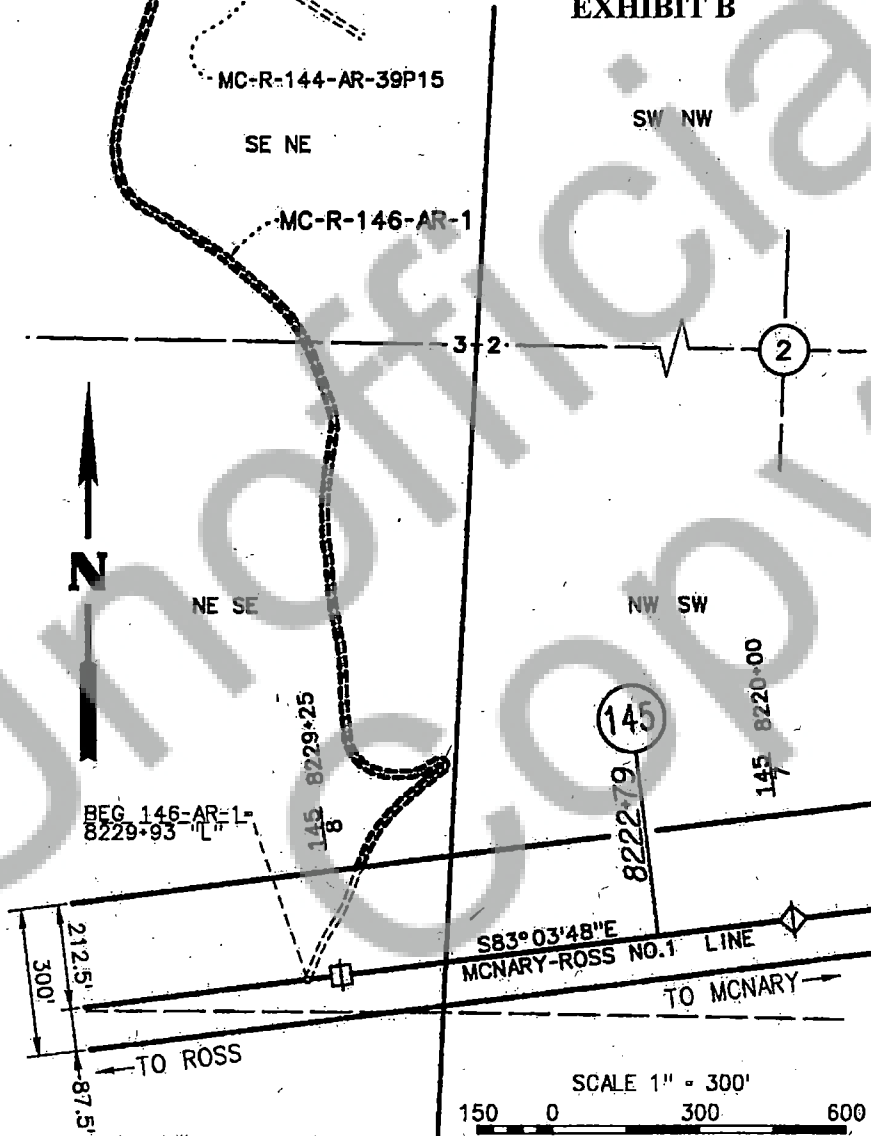 EXHIBIT B
MC-R-144-AR-39P15
SE NE
SW NW
MC-R-146-AR-1
3 2
2
N
NE SE
NW SW
145 8220+00
7
145
8222+79
145 8229+25
8
BEG 146-AR-1=
8229+93 "L"
S83°03'48"E
MCNARY-ROSS NO.1 LINE
TO MCNARY
212.5'
300'
TO ROSS
87.5'
SCALE 1" = 300'
150 0 300 600
Unofficial
Copy